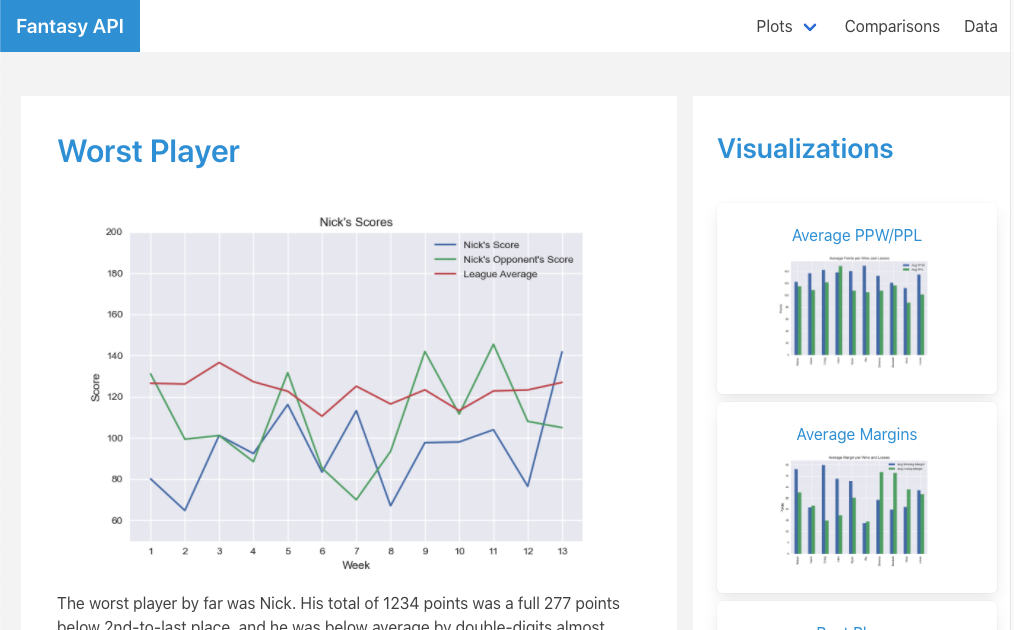 Fantasy API
Plots
Comparisons
Data
Worst Player
Nick's Scores
Nick's Score
Nick's Opponent's Score
League Average
200
180
160
140
120
100
80
60
Score
1 2 3 4 5 6 7 8 9 10 11 12 13
Week
The worst player by far was Nick. His total of 1234 points was a full 277 points
below 2nd-to-last place, and he was below average by double-digits almost
Visualizations
Average PPW/PPL
Average Points per Wins and Losses
Average Margins
Average Margin per Wins and Losses